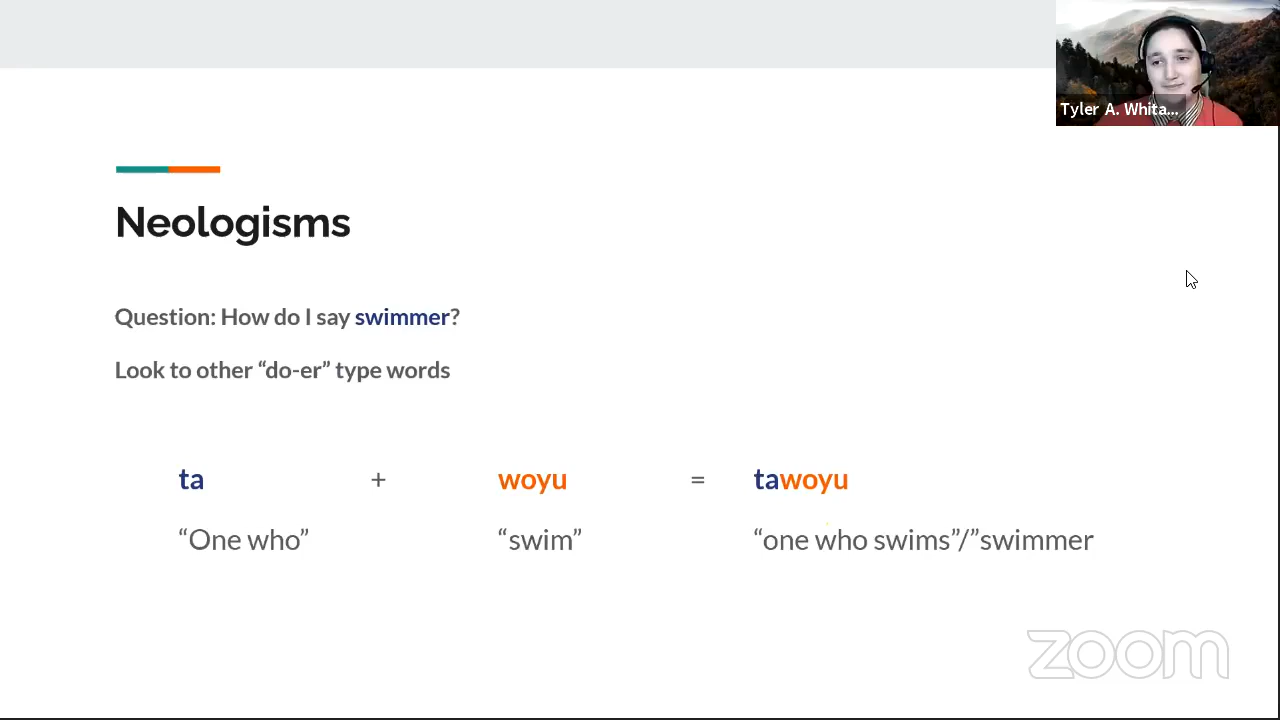 Tyler A. Whita...
Neologisms
Question: How do I say swimmer?
Look to other “do-er” type words
ta + woyu = tawoyu
“One who” “swim” “one who swims”/”swimmer
zoom